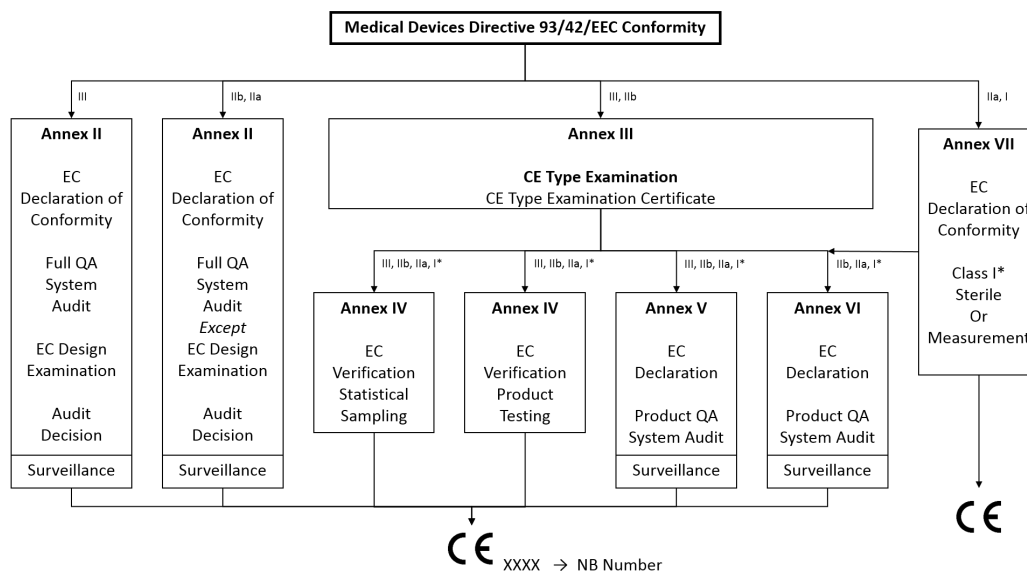 Medical Devices Directive 93/42/EEC Conformity
III
IIb, IIa
III, IIb
IIa, I
Annex II
EC
Declaration of
Conformity
Full QA
System
Audit
EC Design
Examination
Audit
Decision
Surveillance
Annex II
EC
Declaration of
Conformity
Full QA
System
Audit
Except
EC Design
Examination
Audit
Decision
Surveillance
Annex III
CE Type Examination
CE Type Examination Certificate
III, IIb, IIa, I*
III, IIb, IIa, I*
III, IIb, IIa, I*
IIb, IIa, I*
Annex IV
EC
Verification
Statistical
Sampling
Annex IV
EC
Verification
Product
Testing
Annex V
EC
Declaration
Product QA
System Audit
Surveillance
Annex VI
EC
Declaration
Product QA
System Audit
Surveillance
Annex VII
EC
Declaration of
Conformity
Class I*
Sterile
Or
Measurement
CE
CE XXXX → NB Number